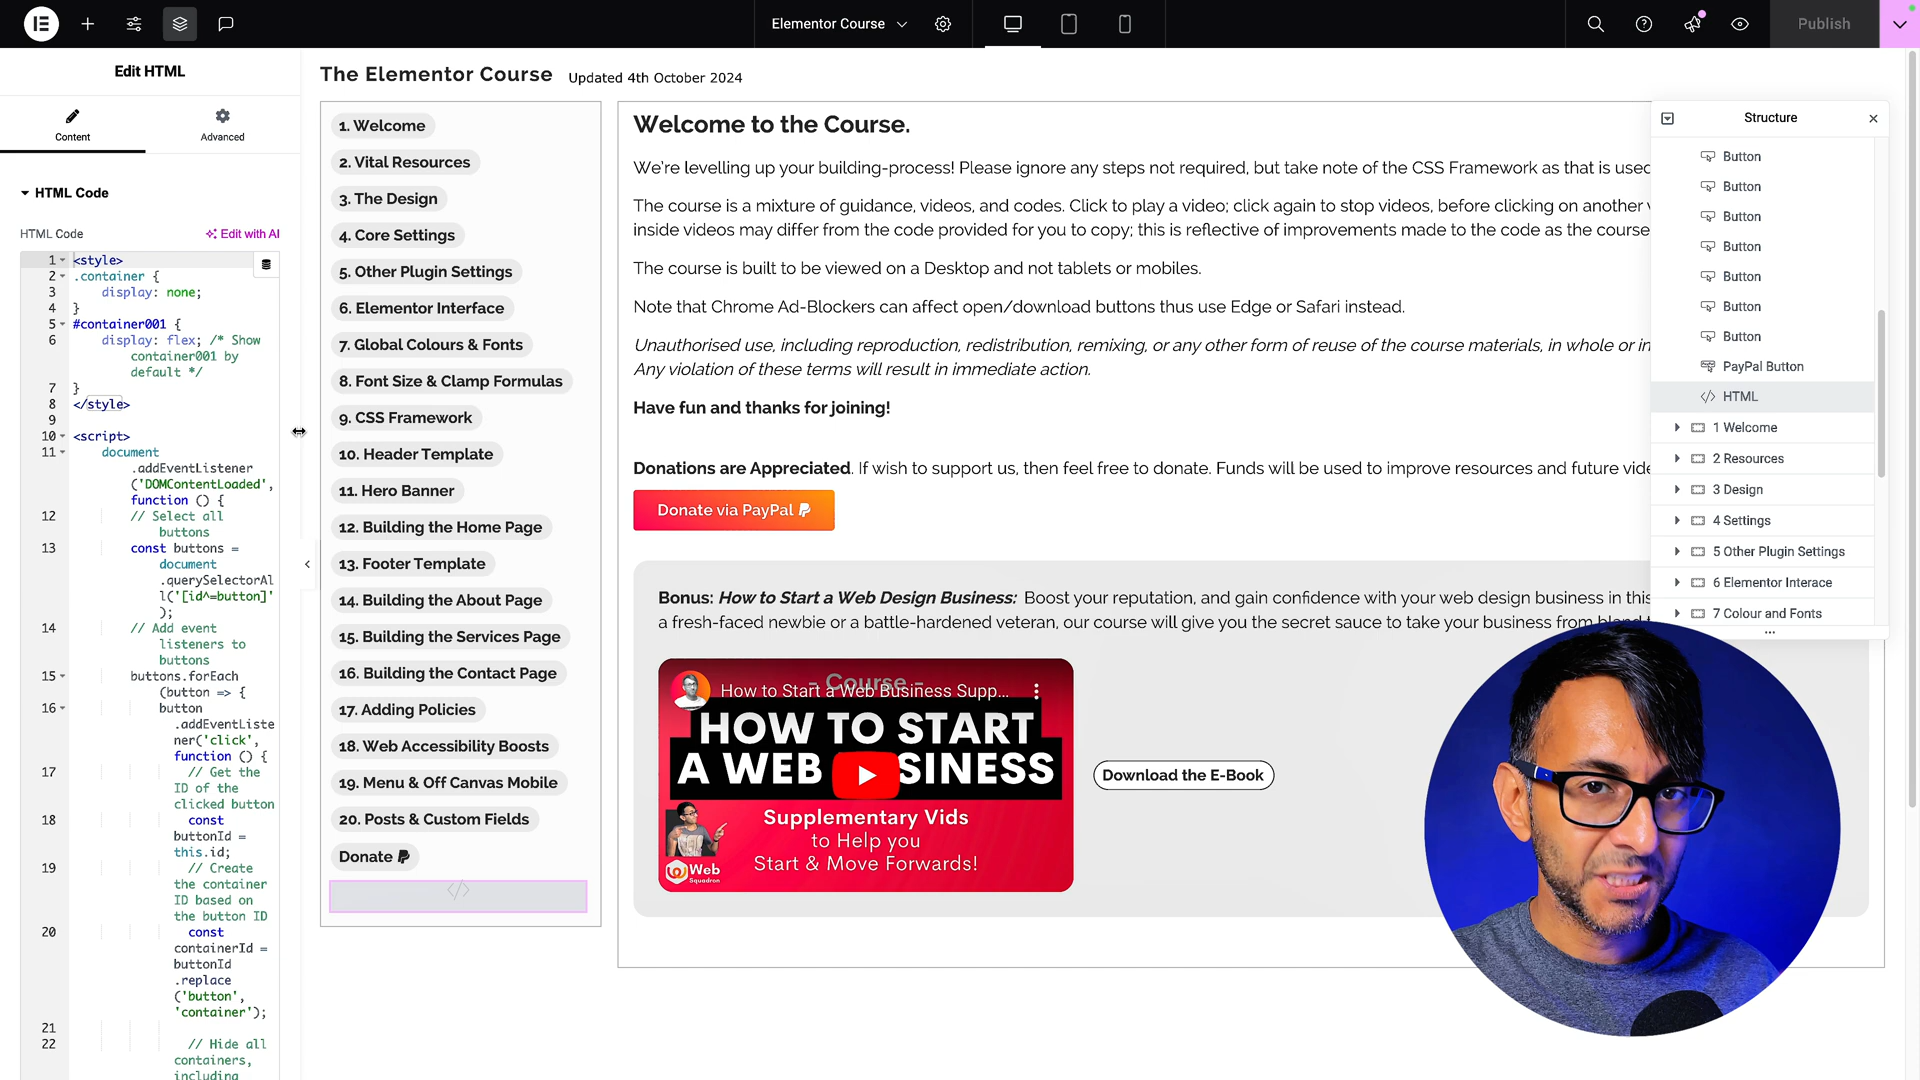 Elementor Course
Publish
Edit HTML
Content
Advanced
HTML Code
HTML Code
Edit with AI
1 <style>
2 .container {
3 display: none;
4 }
5 #container001 {
6 display: flex; /* Show
container001 by
default */
7 }
8 </style>
9
10 <script>
11 document
.addEventListener
('DOMContentLoaded',
function () {
12 // Select all
buttons
13 const buttons =
document
.querySelectorAl
l('[id^=button]'
);
14 // Add event
listeners to
buttons
15 buttons.forEach
(button => {
16 button
.addEventListe
ner('click',
function () {
17 // Get the
ID of the
clicked button
18 const
buttonId =
this.id;
19 // Create
the container
ID based on
the button ID
20 const
containerId =
buttonId
.replace
('button',
'container');
21
22 // Hide all
containers,
including
The Elementor Course
Updated 4th October 2024
1. Welcome
2. Vital Resources
3. The Design
4. Core Settings
5. Other Plugin Settings
6. Elementor Interface
7. Global Colours & Fonts
8. Font Size & Clamp Formulas
9. CSS Framework
10. Header Template
11. Hero Banner
12. Building the Home Page
13. Footer Template
14. Building the About Page
15. Building the Services Page
16. Building the Contact Page
17. Adding Policies
18. Web Accessibility Boosts
19. Menu & Off Canvas Mobile
20. Posts & Custom Fields
Donate
Welcome to the Course.
We're levelling up your building-process! Please ignore any steps not required, but take note of the CSS Framework as that is used
The course is a mixture of guidance, videos, and codes. Click to play a video; click again to stop videos, before clicking on another
inside videos may differ from the code provided for you to copy; this is reflective of improvements made to the code as the course
The course is built to be viewed on a Desktop and not tablets or mobiles.
Note that Chrome Ad-Blockers can affect open/download buttons thus use Edge or Safari instead.
Unauthorised use, including reproduction, redistribution, remixing, or any other form of reuse of the course materials, in whole or in
Any violation of these terms will result in immediate action.
Have fun and thanks for joining!
Donations are Appreciated. If wish to support us, then feel free to donate. Funds will be used to improve resources and future
Donate via PayPal
Bonus: How to Start a Web Design Business: Boost your reputation, and gain confidence with your web design business in this
a fresh-faced newbie or a battle-hardened veteran, our course will give you the secret sauce to take your business from
- Course -
How to Start a Web Business Supp...
HOW TO START
A WEB BUSINESS
Supplementary Vids
to Help you
Start & Move Forwards!
Web
Squadron
Download the E-Book
Structure
Button
Button
Button
Button
Button
Button
Button
PayPal Button
HTML
1 Welcome
2 Resources
3 Design
4 Settings
5 Other Plugin Settings
6 Elementor Interace
7 Colour and Fonts